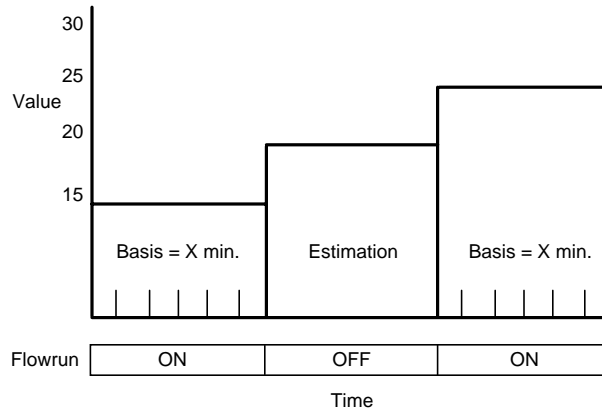 30
25
Value
20
15
Basis = X min.
Estimation
Basis = X min.
Flowrun
ON
OFF
ON
Time